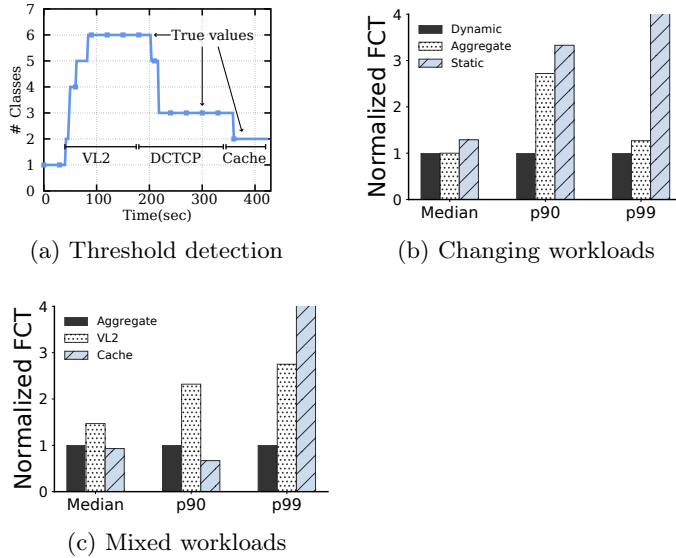 7
6
5
4
3
2
1
# Classes
True values
VL2
DCTCP
Cache
0
100
200
300
400
Time(sec)
(a) Threshold detection
4
3
2
1
0
Normalized FCT
Dynamic
Aggregate
Static
Median
p90
p99
(b) Changing workloads
4
3
2
1
0
Normalized FCT
Aggregate
VL2
Cache
Median
p90
p99
(c) Mixed workloads